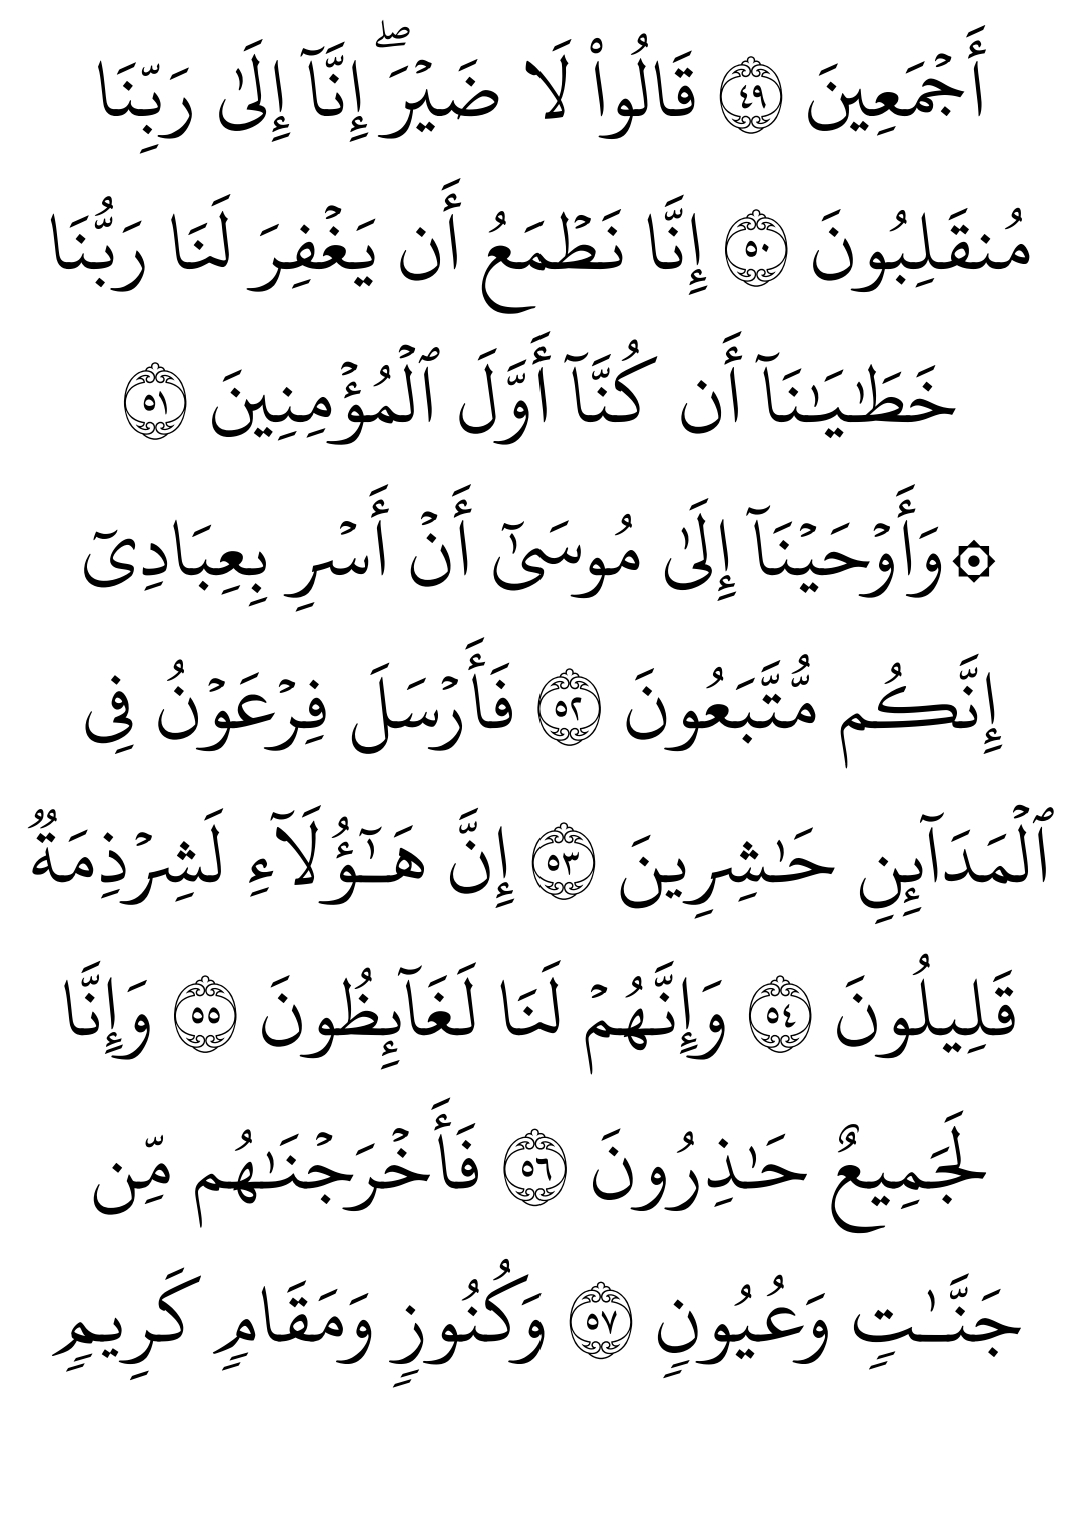 أَجۡمَعِينَ ٤٩ قَالُواْ لَا ضَيۡرَۖ إِنَّآ إِلَىٰ رَبِّنَا
مُنقَلِبُونَ ٥٠ إِنَّا نَطۡمَعُ أَن يَغۡفِرَ لَنَا رَبُّنَا
خَطَٰيَٰنَآ أَن كُنَّآ أَوَّلَ ٱلۡمُؤۡمِنِينَ ٥١
۞ وَأَوۡحَيۡنَآ إِلَىٰ مُوسَىٰٓ أَنۡ أَسۡرِ بِعِبَادِيٓ
إِنَّكُم مُّتَّبَعُونَ ٥٢ فَأَرۡسَلَ فِرۡعَوۡنُ فِي
ٱلۡمَدَآئِنِ حَٰشِرِينَ ٥٣ إِنَّ هَٰٓؤُلَآءِ لَشِرۡذِمَةٞ
قَلِيلُونَ ٥٤ وَإِنَّهُمۡ لَنَا لَغَآئِظُونَ ٥٥ وَإِنَّا
لَجَمِيعٌ حَٰذِرُونَ ٥٦ فَأَخۡرَجۡنَٰهُم مِّن
جَنَّٰتٖ وَعُيُونٖ ٥٧ وَكُنُوزٖ وَمَقَامٖ كَرِيمٖ